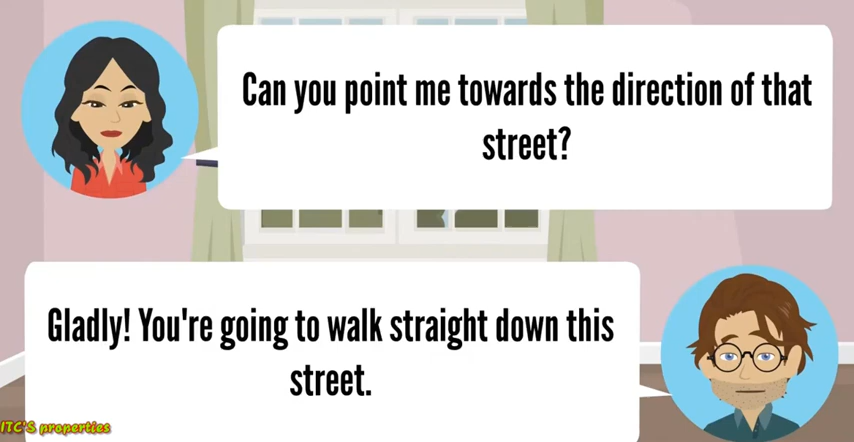 Can you point me towards the direction of that
street?
Gladly! You're going to walk straight down this
street.
ITC'S properties